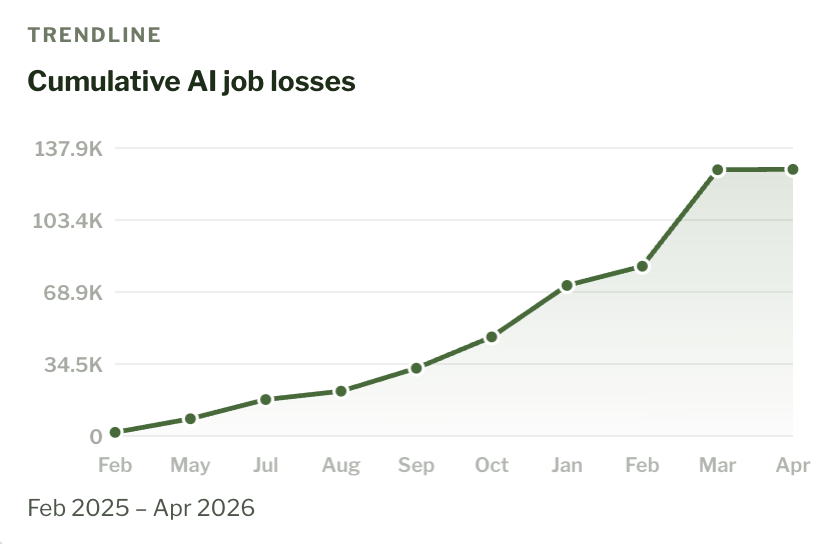 TRENDLINE
Cumulative AI job losses
137.9K
103.4K
68.9K
34.5K
0
Feb May Jul Aug Sep Oct Jan Feb Mar Apr
Feb 2025 – Apr 2026